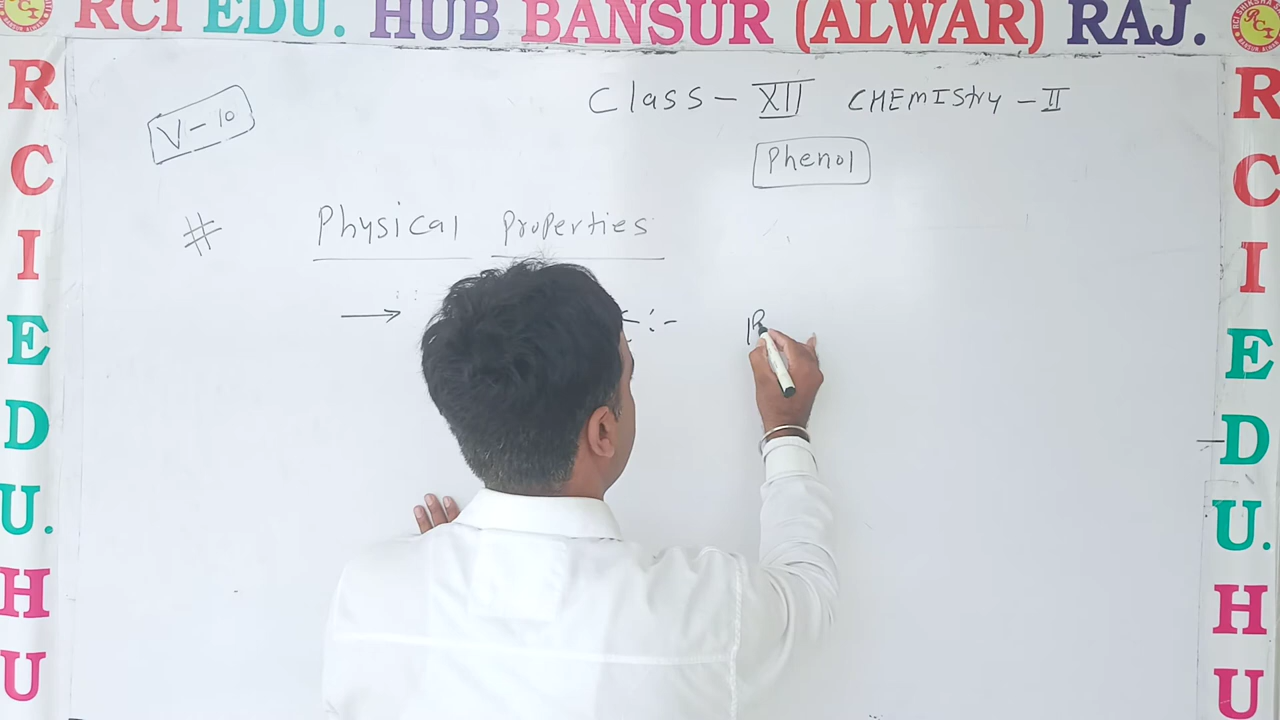 RCI EDU. HUB BANSUR (ALWAR) RAJ.
Class - XII CHEMIStry - II
V - 10
Phenol
# Physical Properties
→ :-
R
C
I
E
D
U.
H
U
R
C
I
E
D
U.
H
U